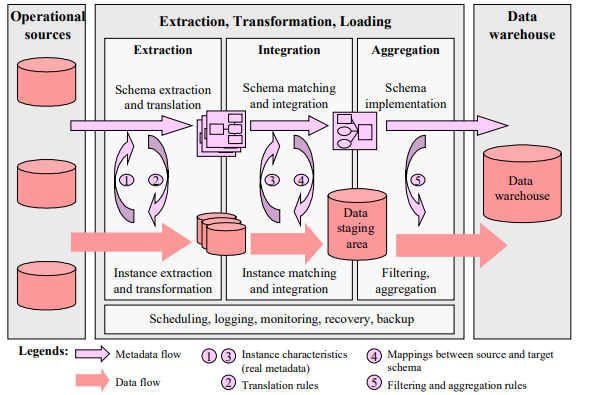 Operational
sources
Extraction, Transformation, Loading
Data
warehouse
Extraction
Integration
Aggregation
Schema extraction
and translation
Schema matching
and integration
Schema
implementation
1
2
3
4
5
Data
staging
area
Data
warehouse
Instance extraction
and transformation
Instance matching
and integration
Filtering,
aggregation
Scheduling, logging, monitoring, recovery, backup
Legends:
Metadata flow
1 3 Instance characteristics
(real metadata)
4 Mappings between source and target
schema
Data flow
2 Translation rules
5 Filtering and aggregation rules